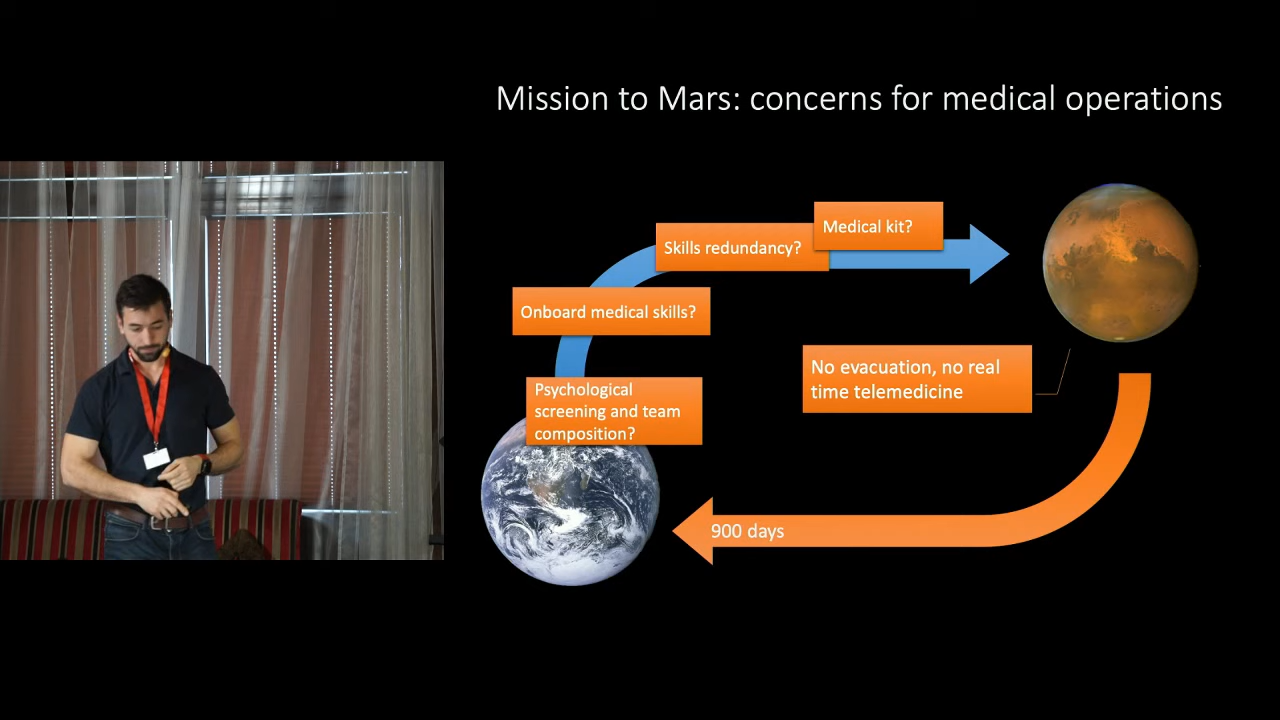 Mission to Mars: concerns for medical operations
Medical kit?
Skills redundancy?
Onboard medical skills?
Psychological
screening and team
composition?
No evacuation, no real
time telemedicine
900 days